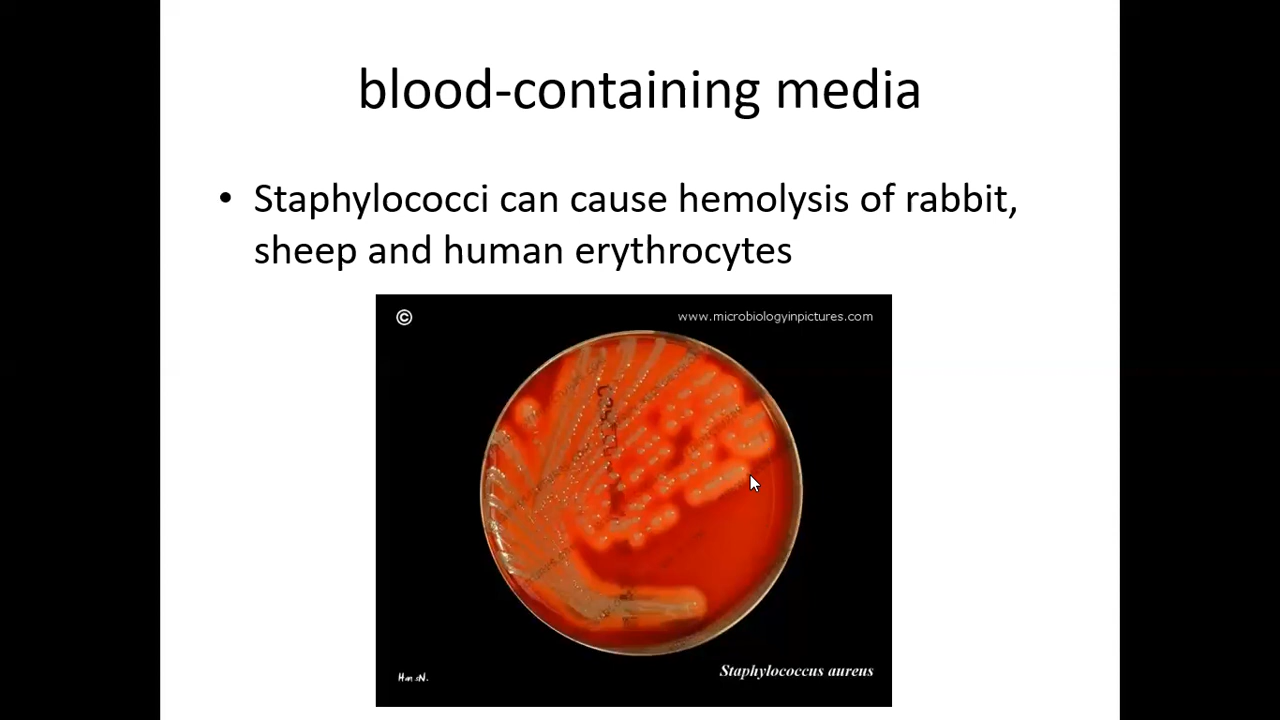 blood-containing media
• Staphylococci can cause hemolysis of rabbit,
sheep and human erythrocytes
©
www.microbiologyinpictures.com
Staphylococcus aureus